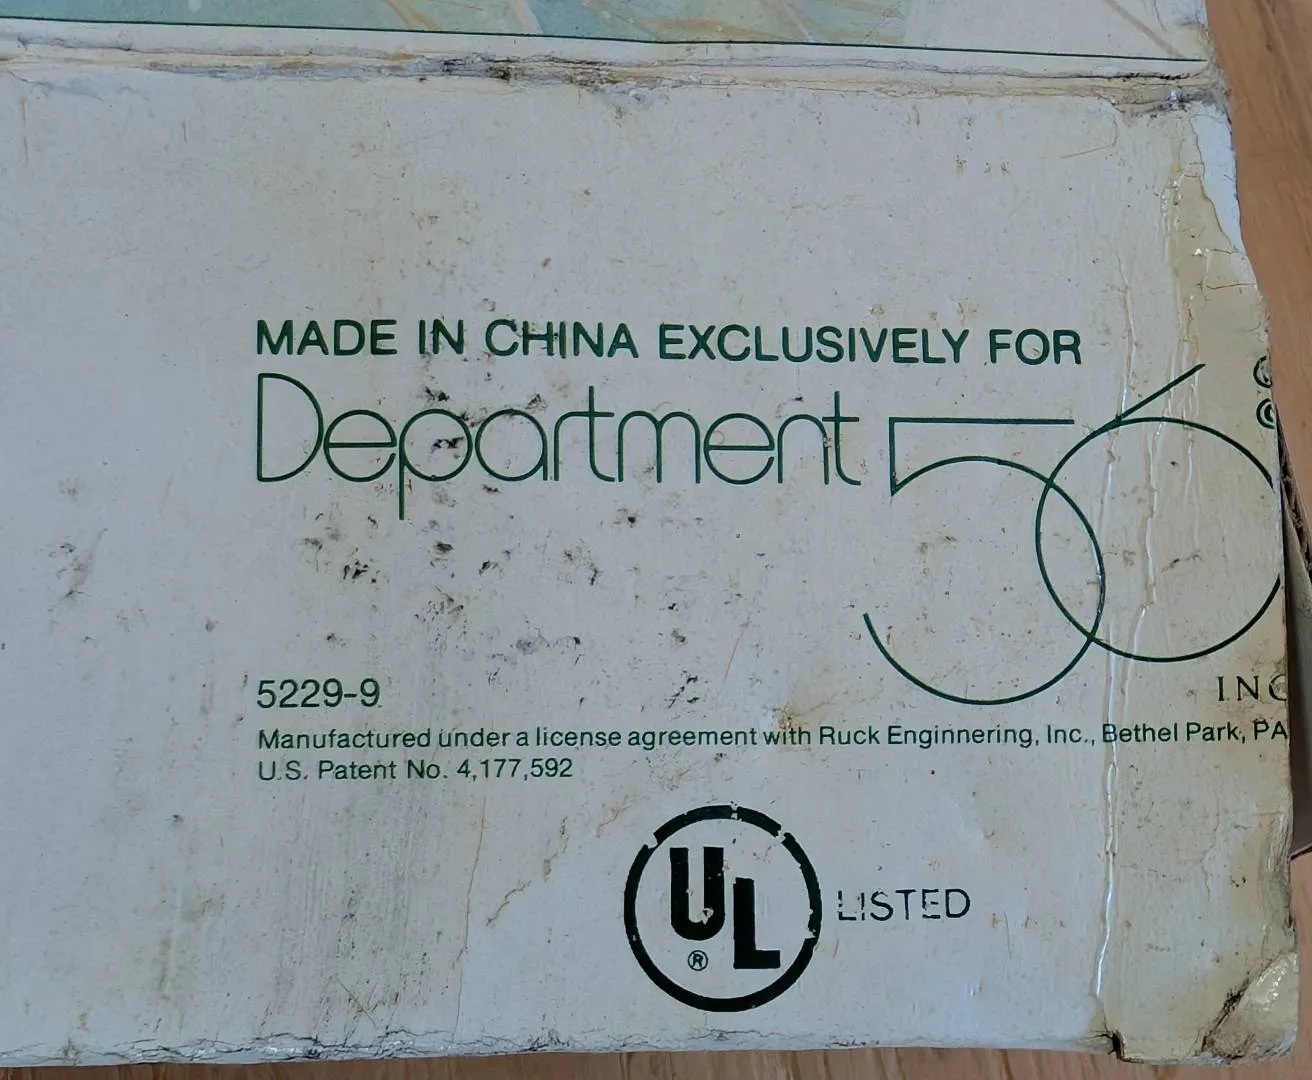 MADE IN CHINA EXCLUSIVELY FOR
Department 56 ®
©
INC
5229-9
Manufactured under a license agreement with Ruck Enginnering, Inc., Bethel Park, PA
U.S. Patent No. 4,177,592
UL ® LISTED